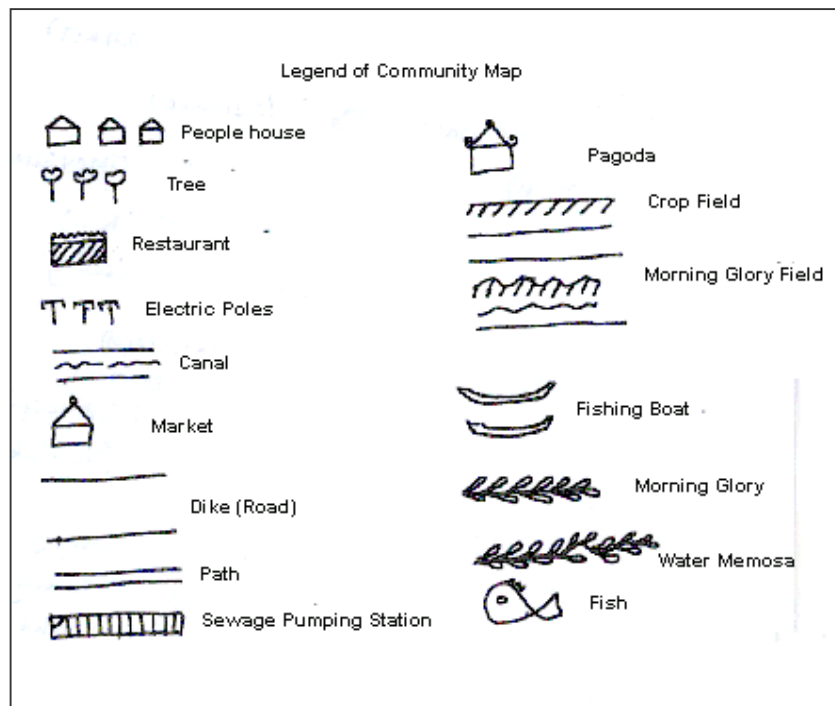 Legend of Community Map
People house
Tree
Restaurant
Electric Poles
Canal
Market
Dike (Road)
Path
Sewage Pumping Station
Pagoda
Crop Field
Morning Glory Field
Fishing Boat
Morning Glory
Water Memosa
Fish